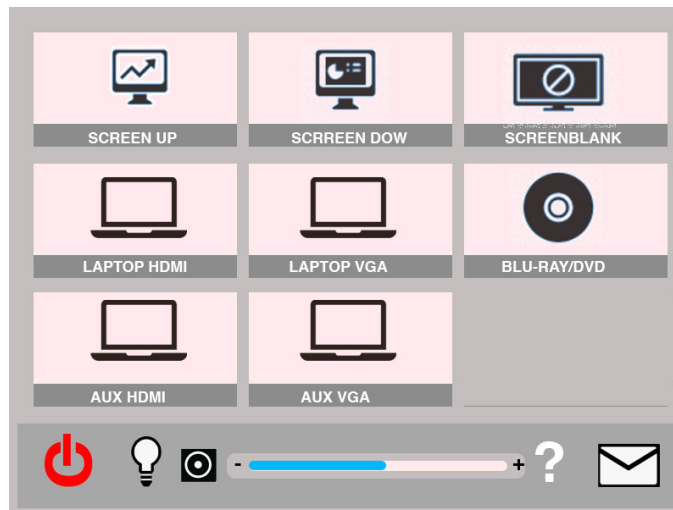 SCREEN UP
SCRREEN DOW
SCREENBLANK
LAPTOP HDMI
LAPTOP VGA
BLU-RAY/DVD
AUX HDMI
AUX VGA
- +
?